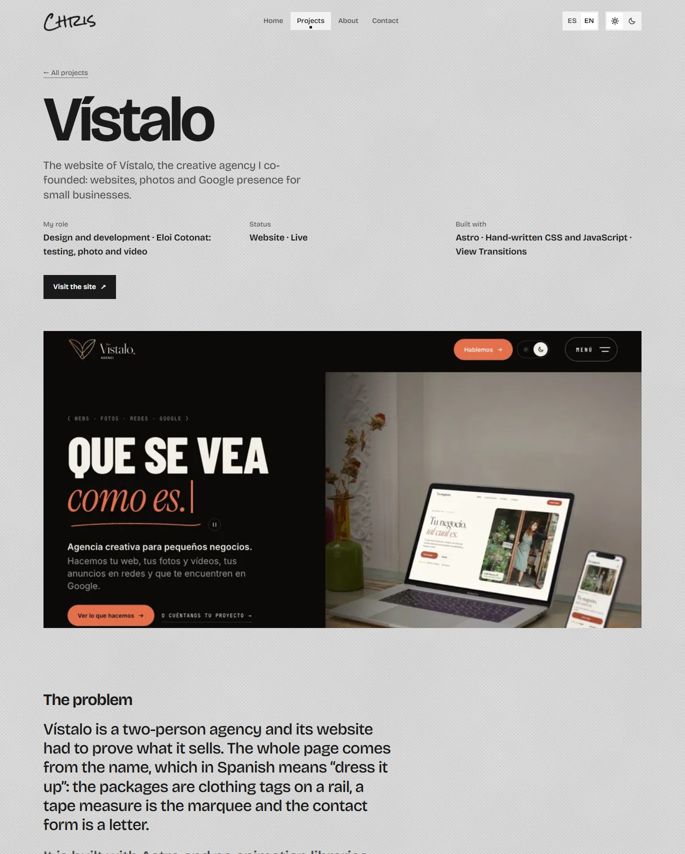 CHRIS
Home Projects About Contact
ES EN
← All projects
Vístalo
The website of Vístalo, the creative agency I co-
founded: websites, photos and Google presence for
small businesses.
My role
Design and development · Eloi Cotonat:
testing, photo and video
Status
Website · Live
Built with
Astro · Hand-written CSS and JavaScript ·
View Transitions
Visit the site ↗
Vístalo.
Hablemos →
MENÚ
( WEBS · FOTOS · REDES · GOOGLE )
QUE SE VEA
como es.
Agencia creativa para pequeños negocios.
Hacemos tu web, tus fotos y vídeos, tus
anuncios en redes y que te encuentren en
Google.
Ver lo que hacemos →
O CUÉNTANOS TU PROYECTO →
Tu negocio,
tal cual es.
The problem
Vístalo is a two-person agency and its website
had to prove what it sells. The whole page comes
from the name, which in Spanish means “dress it
up”: the packages are clothing tags on a rail, a
tape measure is the marquee and the contact
form is a letter.